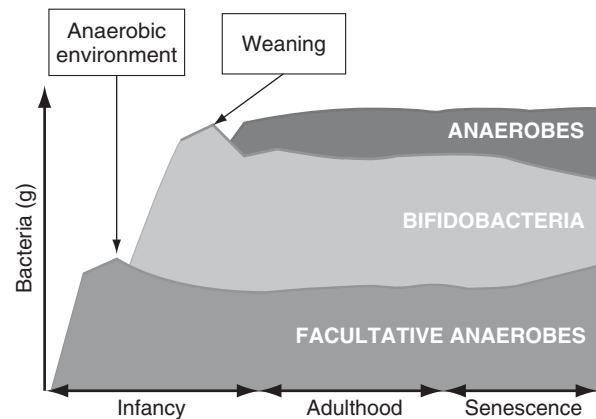 Anaerobic
environment
Weaning
ANAEROBES
BIFIDOBACTERIA
FACULTATIVE ANAEROBES
Bacteria (g)
Infancy
Adulthood
Senescence